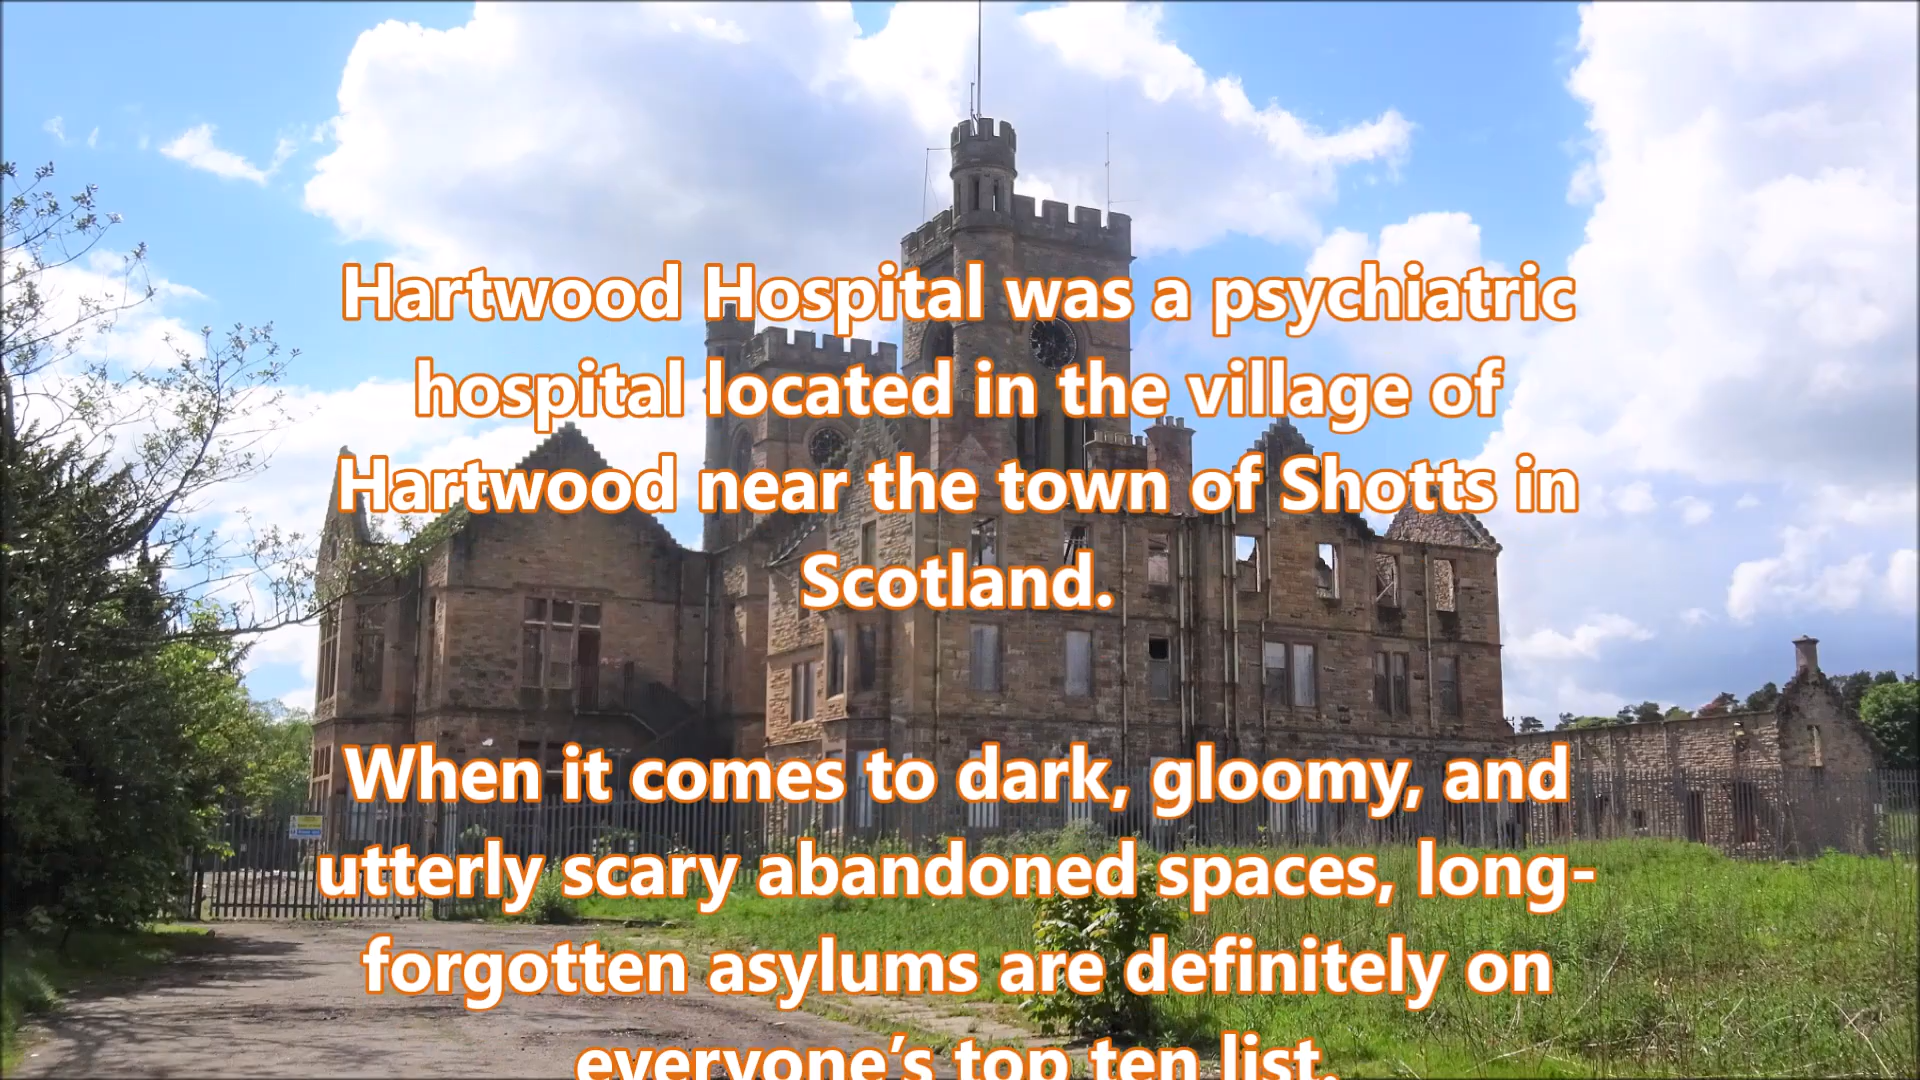 Hartwood Hospital was a psychiatric
hospital located in the village of
Hartwood near the town of Shotts in
Scotland.
When it comes to dark, gloomy, and
utterly scary abandoned spaces, long-
forgotten asylums are definitely on
everyone’s top ten list.